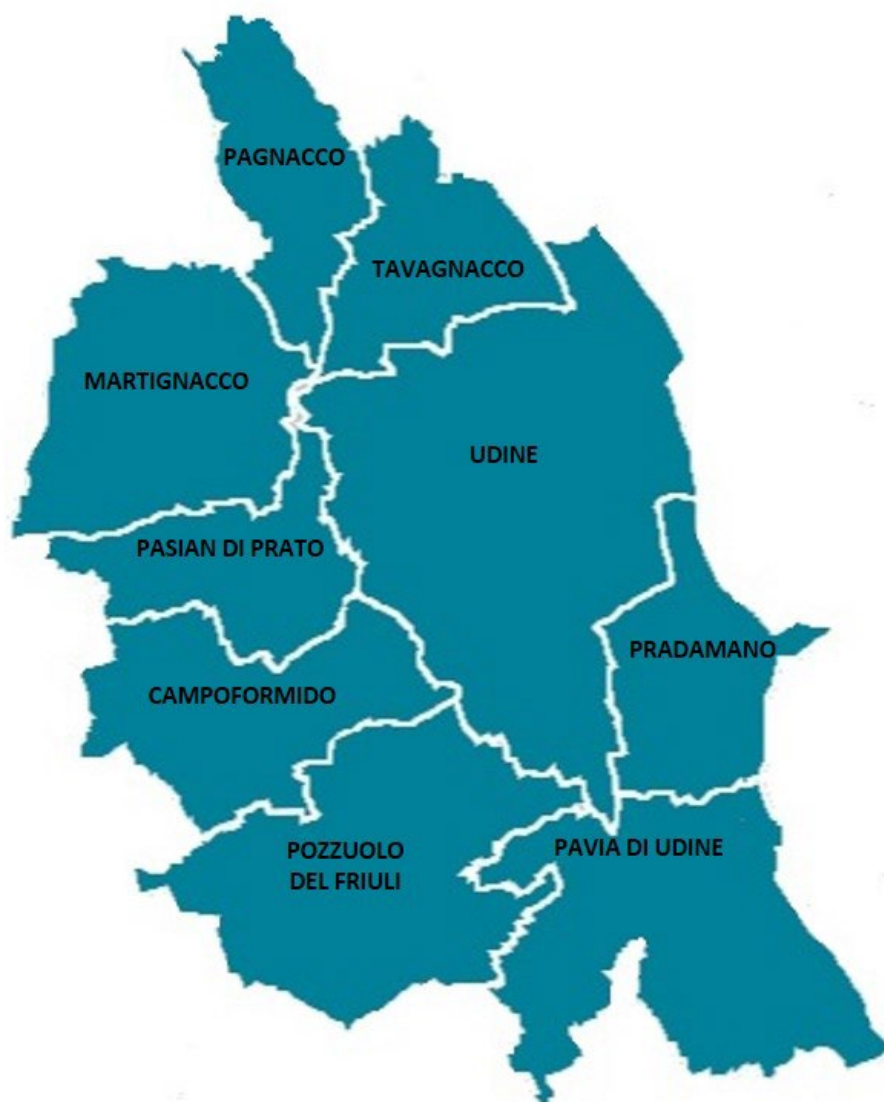 PAGNACCO
TAVAGNACCO
MARTIGNACCO
UDINE
PASIAN DI PRATO
PRADAMANO
CAMPOFORMIDO
POZZUOLO
DEL FRIULI
PAVIA DI UDINE